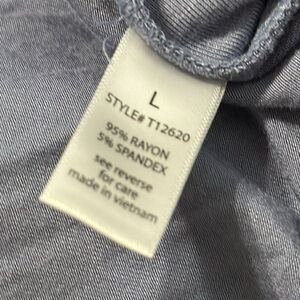 L
STYLE# T12620
95% RAYON
5% SPANDEX
see reverse
for care
made in vietnam